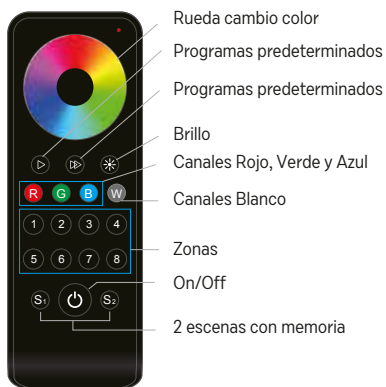 Rueda cambio color
Programas predeterminados
Programas predeterminados
Brillo
R G B W
Canales Rojo, Verde y Azul
Canales Blanco
1 2 3 4
5 6 7 8
Zonas
On/Off
S1 S2
2 escenas con memoria